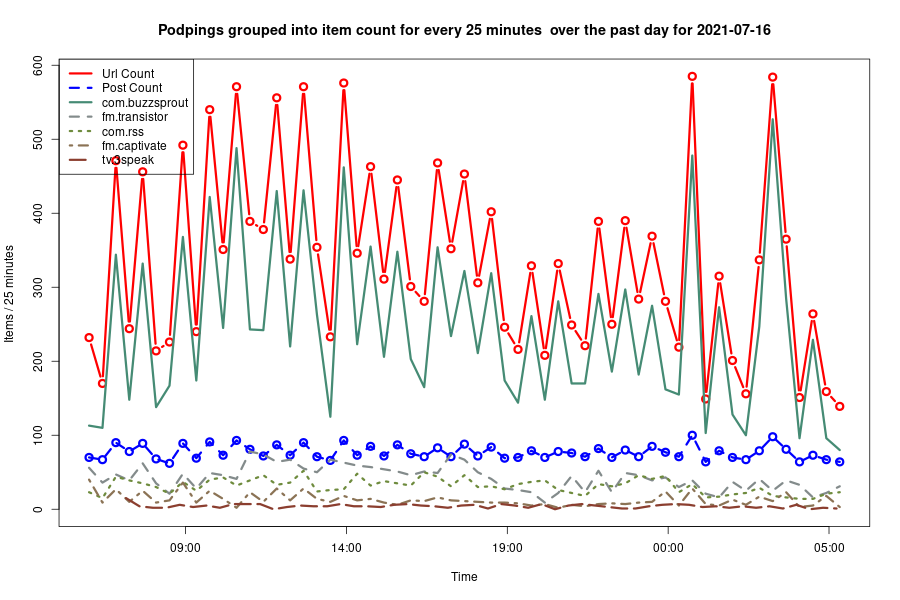 Podpings grouped into item count for every 25 minutes  over the past day for 2021-07-16
Url Count
Post Count
com.buzzsprout
fm.transistor
com.rss
fm.captivate
tv.bspeak
600
500
400
300
200
100
0
Items / 25 minutes
09:00
14:00
19:00
00:00
05:00
Time